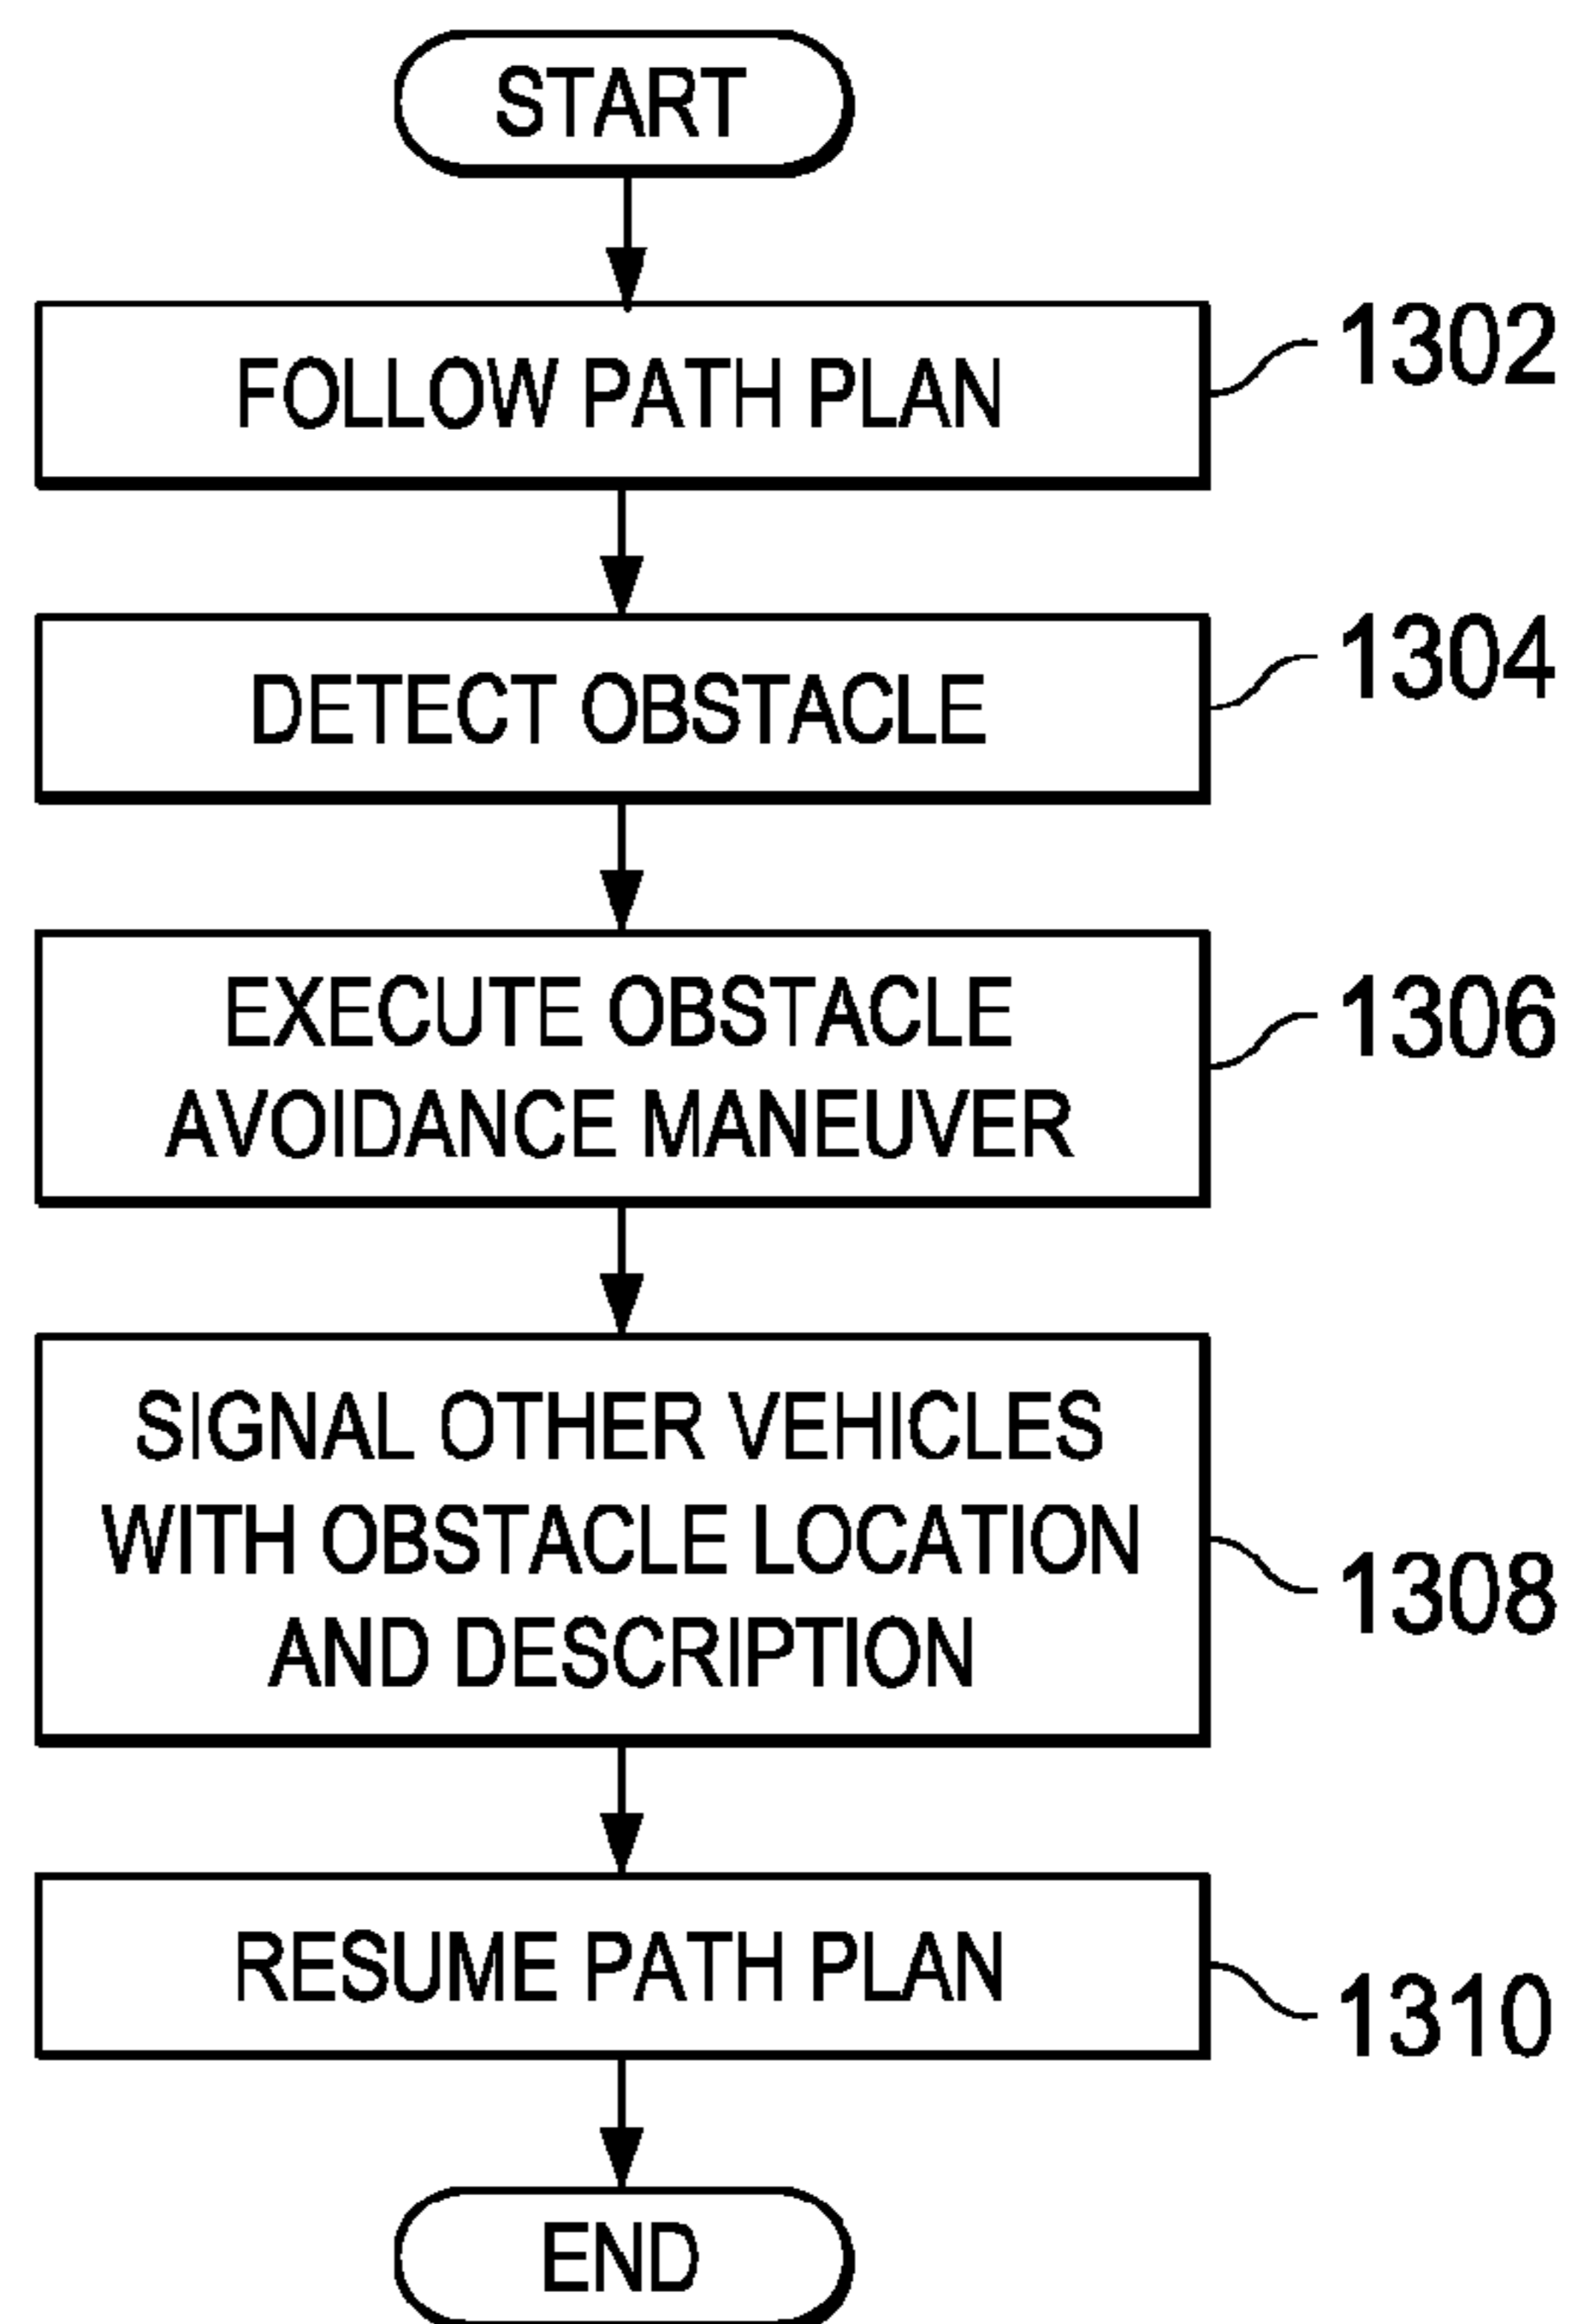 START
FOLLOW PATH PLAN
1302
DETECT OBSTACLE
1304
EXECUTE OBSTACLE
AVOIDANCE MANEUVER
1306
SIGNAL OTHER VEHICLES
WITH OBSTACLE LOCATION
AND DESCRIPTION
1308
RESUME PATH PLAN
1310
END